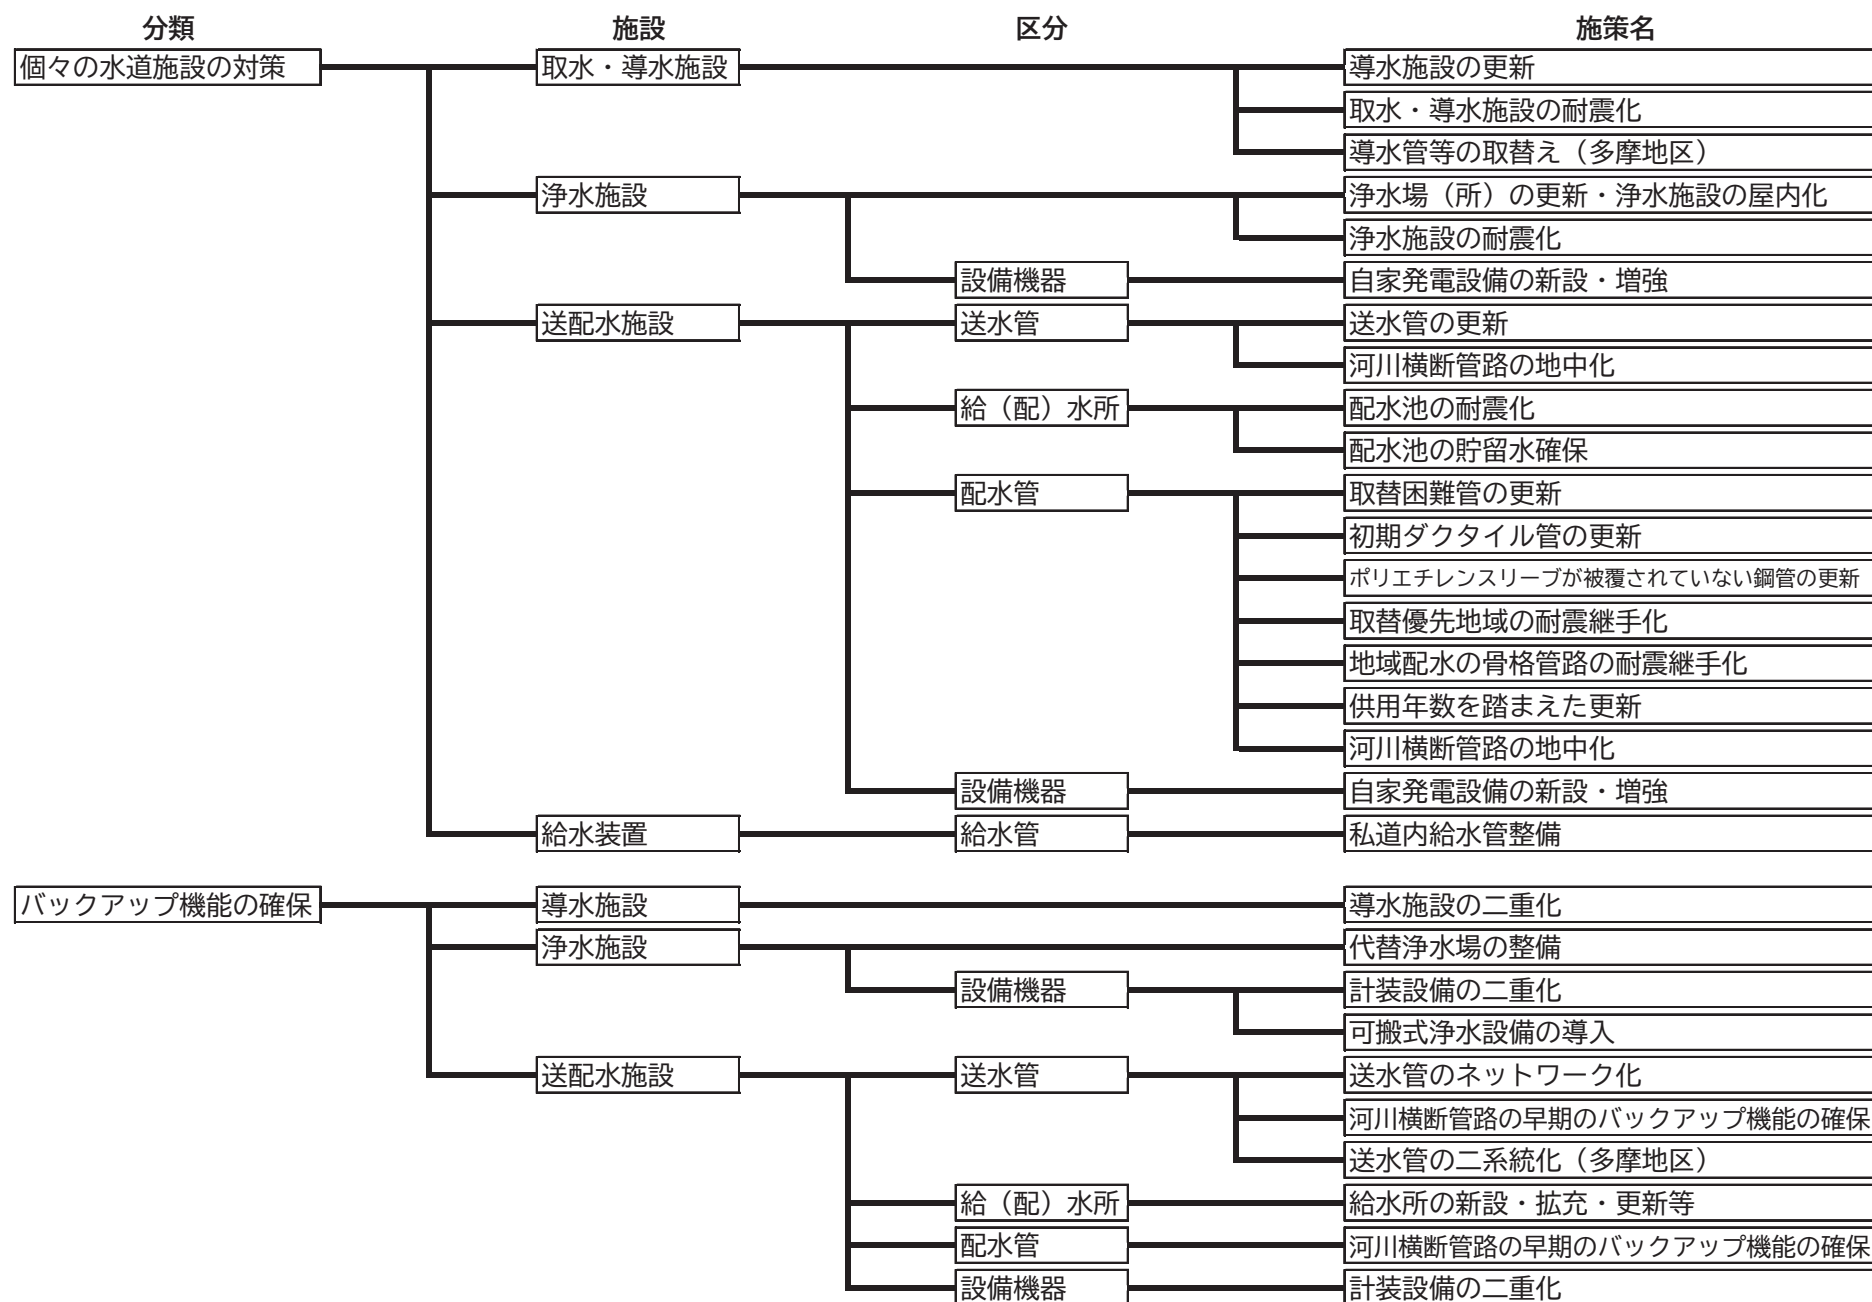 分類 施設 区分 施策名
個々の水道施設の対策 取水・導水施設 導水施設の更新
取水・導水施設の耐震化
導水管等の取替え（多摩地区）
浄水施設 浄水場（所）の更新・浄水施設の屋内化
浄水施設の耐震化
設備機器 自家発電設備の新設・増強
送配水施設 送水管 送水管の更新
河川横断管路の地中化
給（配）水所 配水池の耐震化
配水池の貯留水確保
配水管 取替困難管の更新
初期ダクタイル管の更新
ポリエチレンスリーブが被覆されていない鋼管の更新
取替優先地域の耐震継手化
地域配水の骨格管路の耐震継手化
供用年数を踏まえた更新
河川横断管路の地中化
設備機器 自家発電設備の新設・増強
給水装置 給水管 私道内給水管整備
バックアップ機能の確保 導水施設 導水施設の二重化
浄水施設 代替浄水場の整備
設備機器 計装設備の二重化
可搬式浄水設備の導入
送配水施設 送水管 送水管のネットワーク化
河川横断管路の早期のバックアップ機能の確保
送水管の二系統化（多摩地区）
給（配）水所 給水所の新設・拡充・更新等
配水管 河川横断管路の早期のバックアップ機能の確保
設備機器 計装設備の二重化